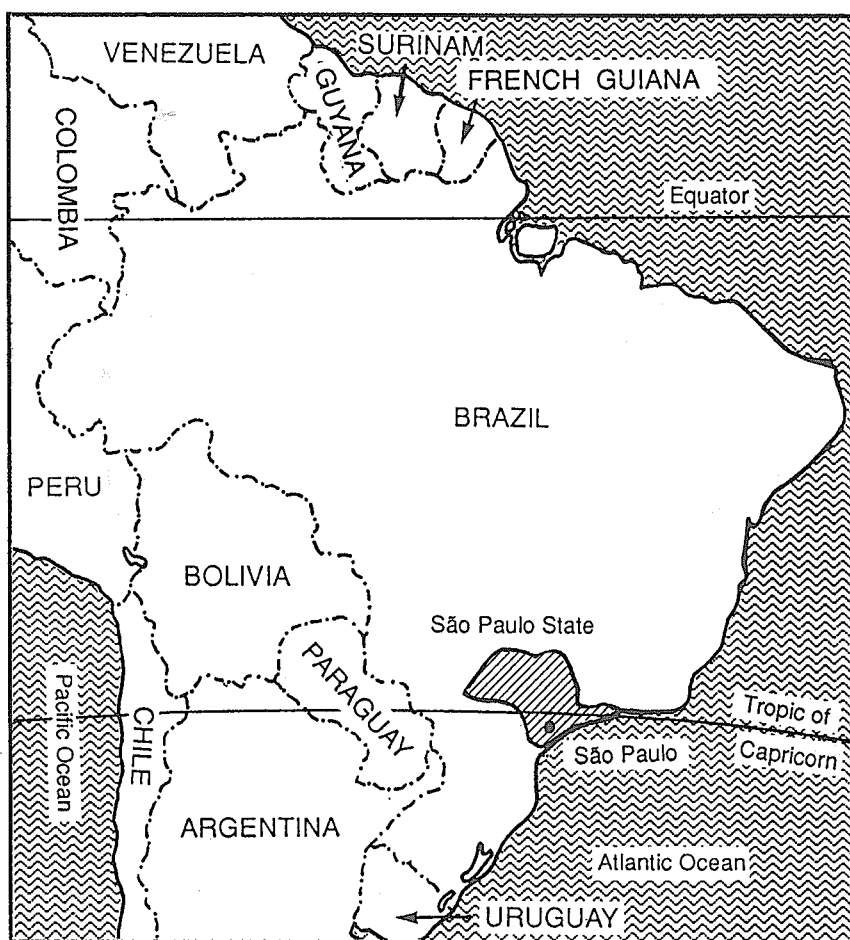 VENEZUELA
SURINAM
FRENCH GUIANA
GUYANA
COLOMBIA
Equator
BRAZIL
PERU
BOLIVIA
São Paulo State
PARAGUAY
Pacific Ocean
CHILE
Tropic of
Capricorn
São Paulo
ARGENTINA
Atlantic Ocean
URUGUAY